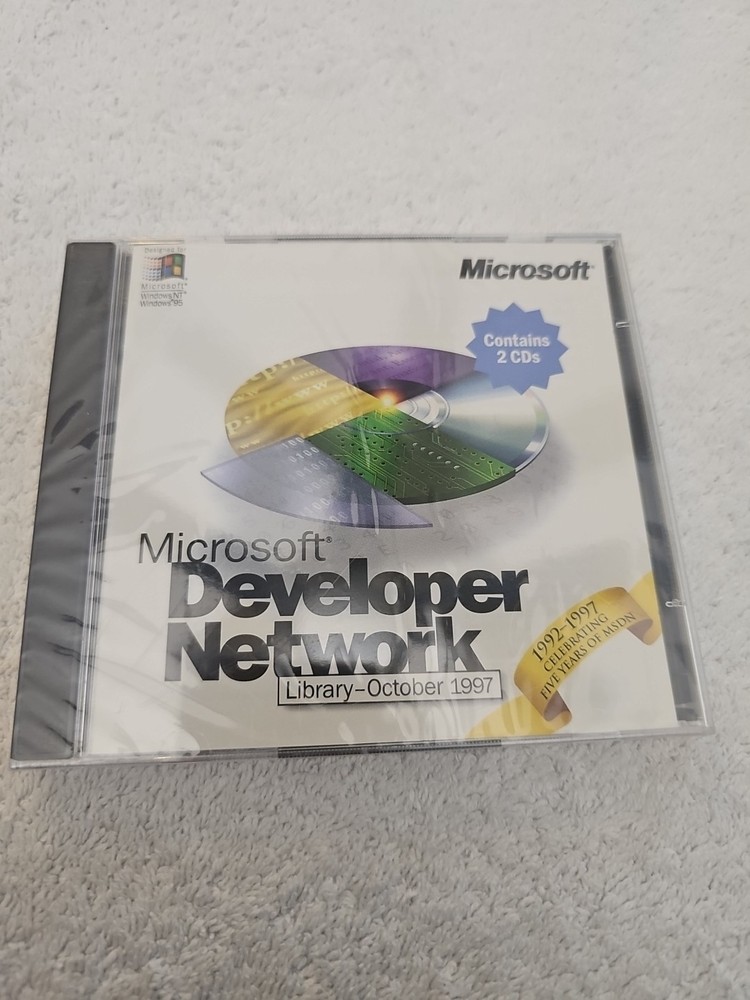 Designed for
Microsoft®
Windows NT™
Windows®95
Microsoft®
Contains
2 CDs
Microsoft®
Developer
Network
Library–October 1997
1992–1997
CELEBRATING
FIVE YEARS OF MSDN